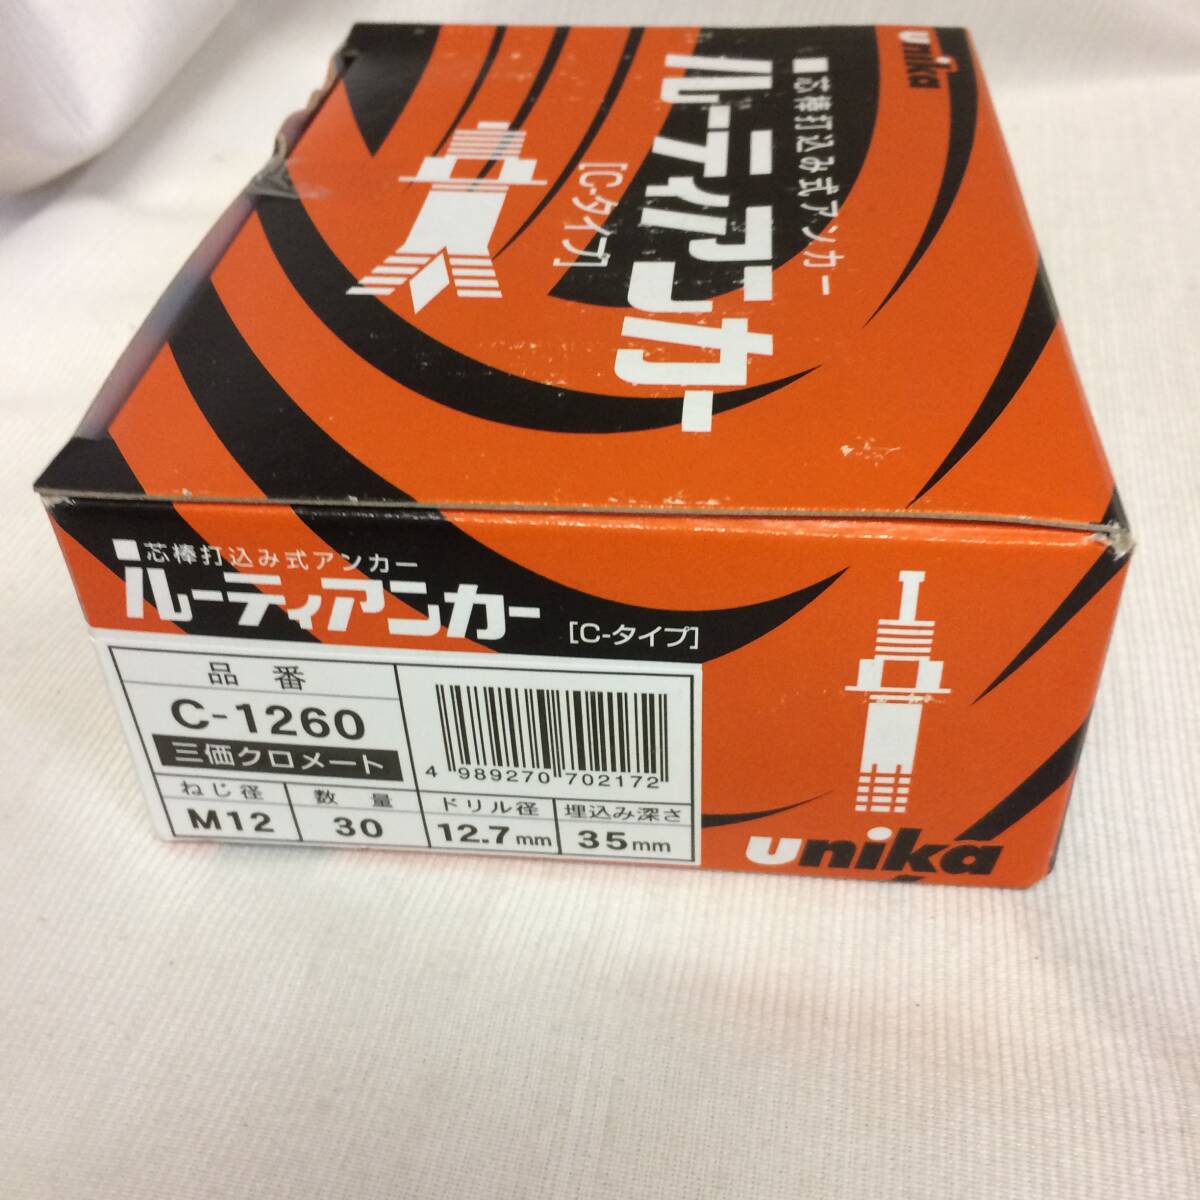 unika
■芯棒打込み式アンカー
ルーティアンカー
[C-タイプ]
■芯棒打込み式アンカー
ルーティアンカー
[C-タイプ]
品番
C-1260
三価クロメート
4 989270 702172
ねじ径 数量 ドリル径 埋込み深さ
M12 30 12.7mm 35mm
unika